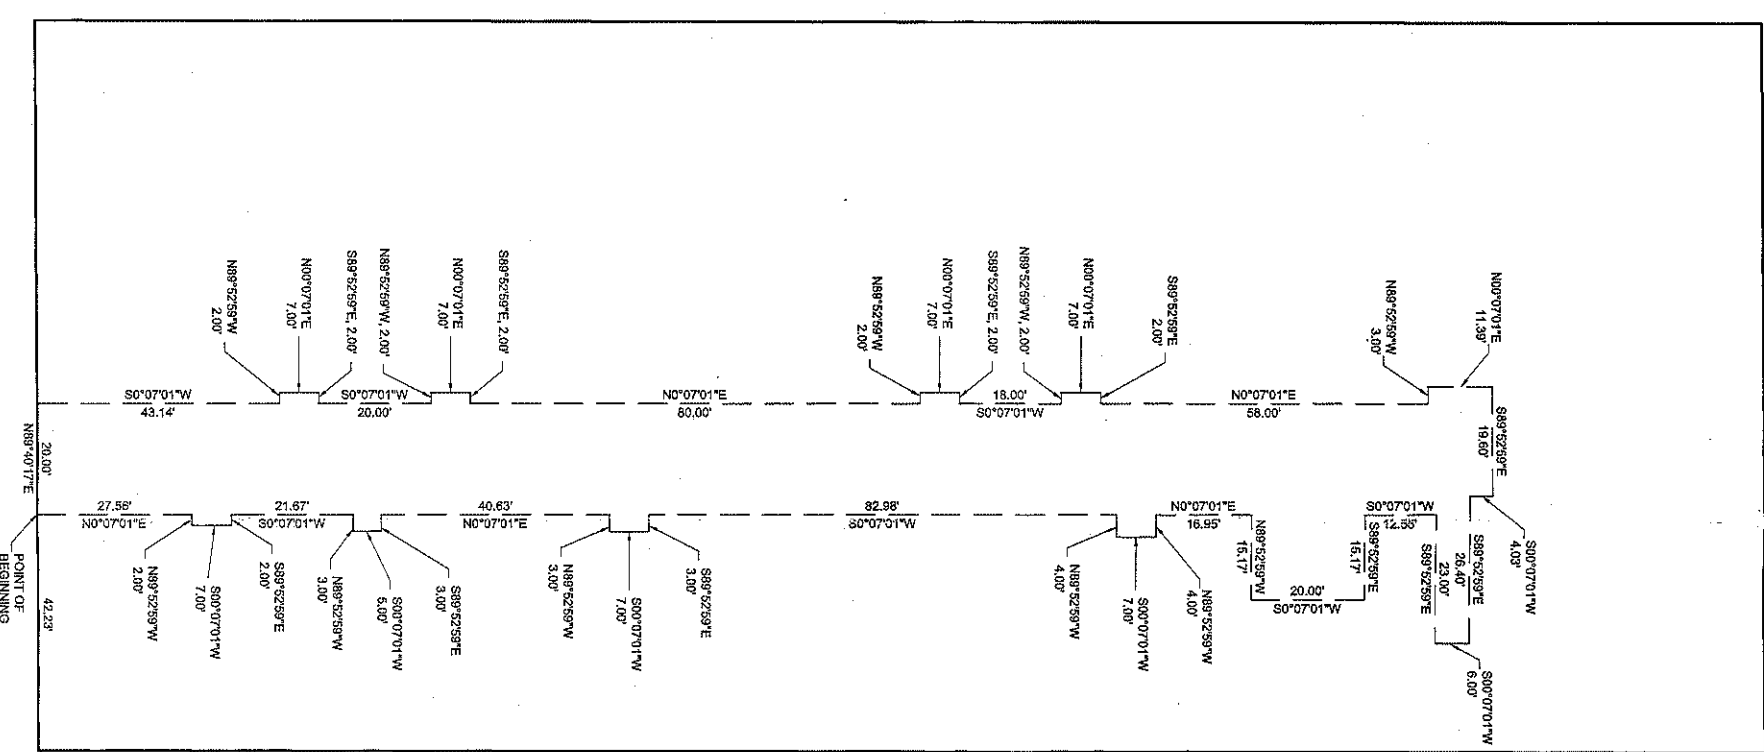 N00°07'01"E
11.39'
N89°52'59"W
3.00'
S89°52'59"E
19.60'
S00°07'01"W
4.03'
S89°52'59"E
2.00'
N00°07'01"E
7.00'
N89°52'59"W, 2.00'
S89°52'59"E, 2.00'
N00°07'01"E
7.00'
N89°52'59"W
2.00'
S89°52'59"E, 2.00'
N00°07'01"E
7.00'
N89°52'59"W, 2.00'
S89°52'59"E, 2.00'
N00°07'01"E
7.00'
N89°52'59"W
2.00'
S0°07'01"W
43.14'
S0°07'01"W
20.00'
N0°07'01"E
60.00'
18.00'
S0°07'01"W
N0°07'01"E
58.00'
20.00'
N89°40'17"E
27.56'
N0°07'01"E
21.67'
S0°07'01"W
40.63'
N0°07'01"E
82.98'
S0°07'01"W
N0°07'01"E
16.95'
N89°52'59"W
15.17'
20.00'
S0°07'01"W
S89°52'59"E
15.17'
S0°07'01"W
S89°52'59"E
26.40'
23.00'
S89°52'59"E
S00°07'01"W
6.00'
N89°52'59"W
2.00'
S00°07'01"W
7.00'
S89°52'59"E
2.00'
N89°52'59"W
3.00'
S00°07'01"W
5.00'
S89°52'59"E
3.00'
N89°52'59"W
3.00'
S00°07'01"W
7.00'
S89°52'59"E
3.00'
N89°52'59"W
4.00'
S00°07'01"W
7.00'
N89°52'59"W
4.00'
POINT OF
BEGINNING
42.23'